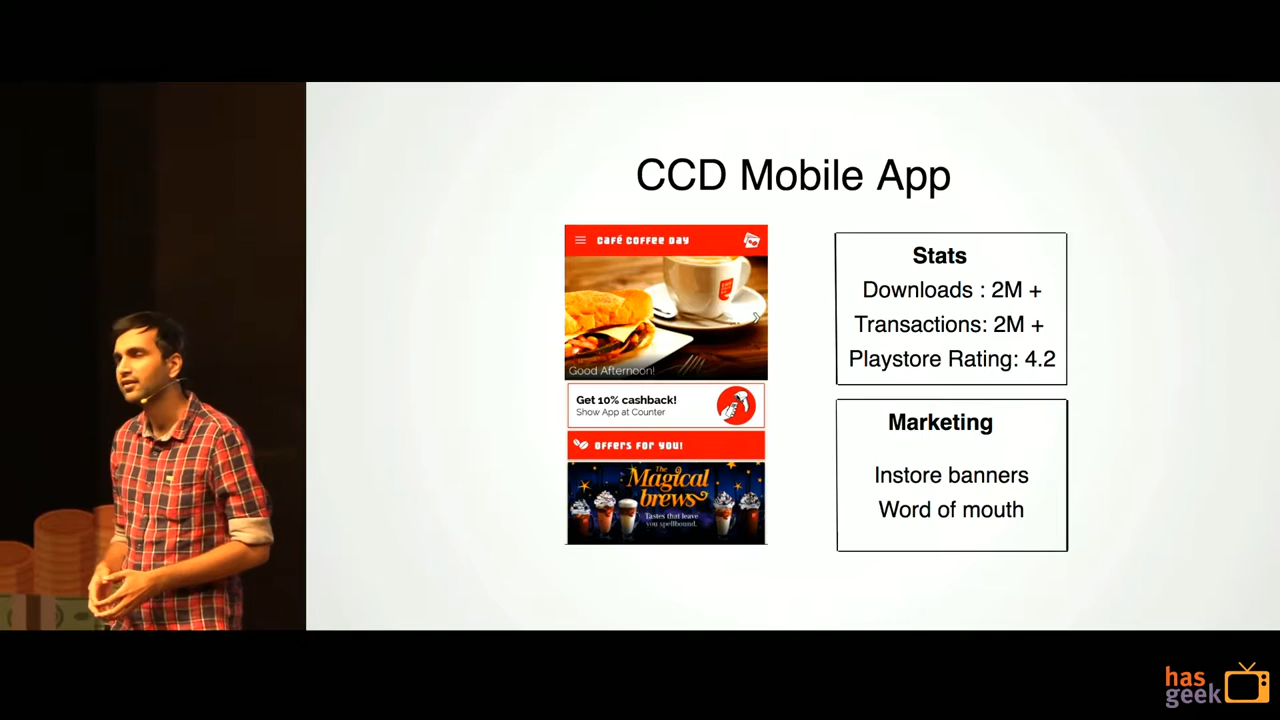 CCD Mobile App
CAFÉ COFFEE DAY
Good Afternoon!
Get 10% cashback!
Show App at Counter
OFFERS FOR YOU!
The
Magical
brews
Tastes that leave
you spellbound.
Stats
Downloads : 2M +
Transactions: 2M +
Playstore Rating: 4.2
Marketing
Instore banners
Word of mouth
has
geek